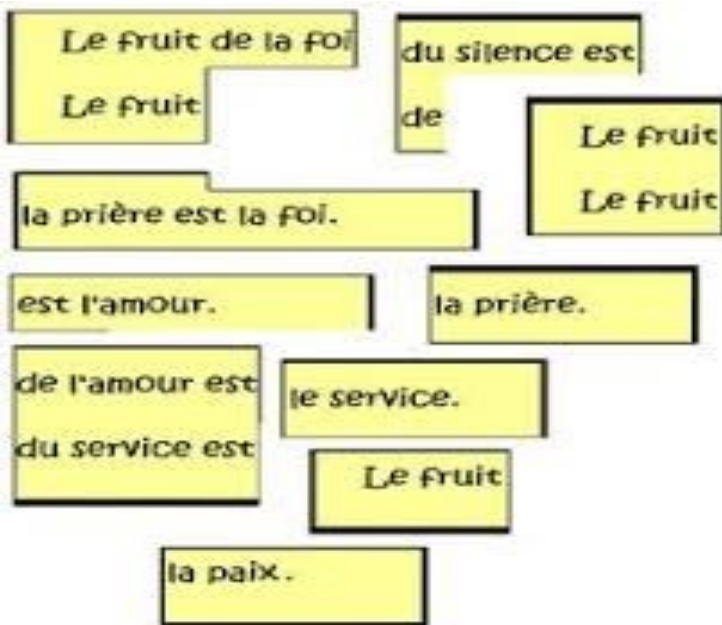 Le fruit de la foi
Le fruit
du silence est
de
Le fruit
Le fruit
la prière est la foi.
est l'amour.
la prière.
de l'amour est
du service est
le service.
Le fruit
la paix.